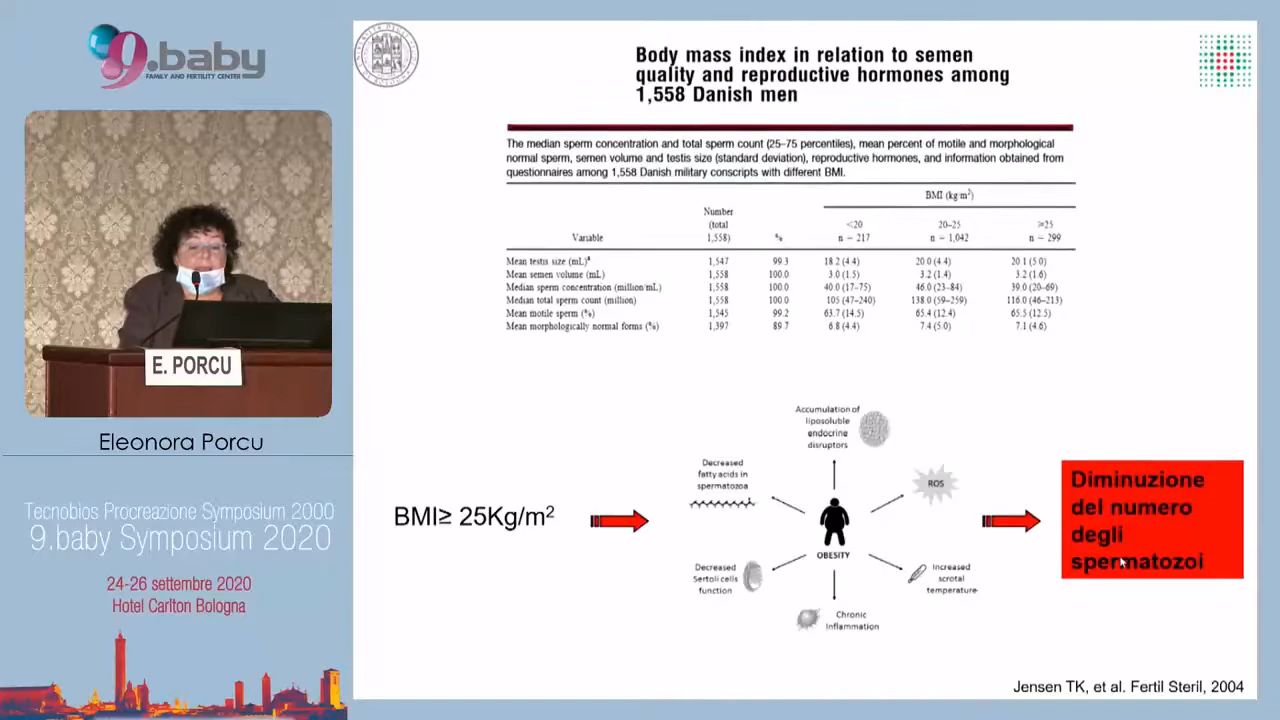 9.baby
FAMILY AND FERTILITY CENTER
E. PORCU
Eleonora Porcu
Tecnobios Procreazione Symposium 2000
9.baby Symposium 2020
24-26 settembre 2020
Hotel Carlton Bologna
Body mass index in relation to semen
quality and reproductive hormones among
1,558 Danish men
The median sperm concentration and total sperm count (25–75 percentiles), mean percent of motile and morphological
normal sperm, semen volume and testis size (standard deviation), reproductive hormones, and information obtained from
questionnaires among 1,558 Danish military conscripts with different BMI.
BMI (kg m²)
Number
(total <20 20–25 ≥25
Variable 1,558) % n – 217 n – 1,042 n – 299
Mean testis size (mL)ª 1,547 99.3 18.2 (4.4) 20.0 (4.4) 20.1 (5.0)
Mean semen volume (mL) 1,558 100.0 3.0 (1.5) 3.2 (1.4) 3.2 (1.6)
Median sperm concentration (million/mL) 1,558 100.0 40.0 (17–75) 46.0 (23–84) 39.0 (20–69)
Median total sperm count (million) 1,558 100.0 105 (47–240) 138.0 (59–259) 116.0 (46–213)
Mean motile sperm (%) 1,545 99.2 63.7 (14.5) 65.4 (12.4) 65.5 (12.5)
Mean morphologically normal forms (%) 1,397 89.7 6.8 (4.4) 7.4 (5.0) 7.1 (4.6)
BMI≥ 25Kg/m²
Accumulation of
liposoluble
endocrine
disruptors
Decreased
fatty acids in
spermatozoa
ROS
OBESITY
Decreased
Sertoli cells
function
Increased
scrotal
temperature
Chronic
Inflammation
Diminuzione
del numero
degli
spermatozoi
Jensen TK, et al. Fertil Steril, 2004